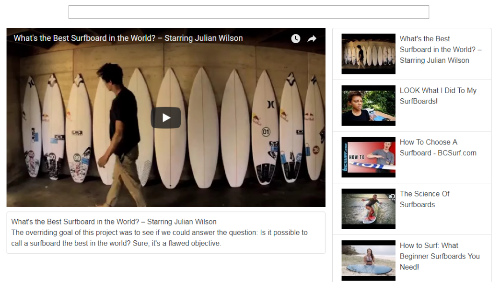 What's the Best Surfboard in the World? – Starring Julian Wilson
What's the Best Surfboard in the World? – Starring Julian Wilson
The overriding goal of this project was to see if we could answer the question: Is it possible to
call a surfboard the best in the world? Sure, it's a flawed objective.
What's the Best
Surfboard in the World? –
Starring Julian Wilson
LOOK What I Did To My
SurfBoards!
HOW TO
How To Choose A
Surfboard - BCSurf.com
The Science Of
Surfboards
How to Surf: What
Beginner Surfboards You
Need!